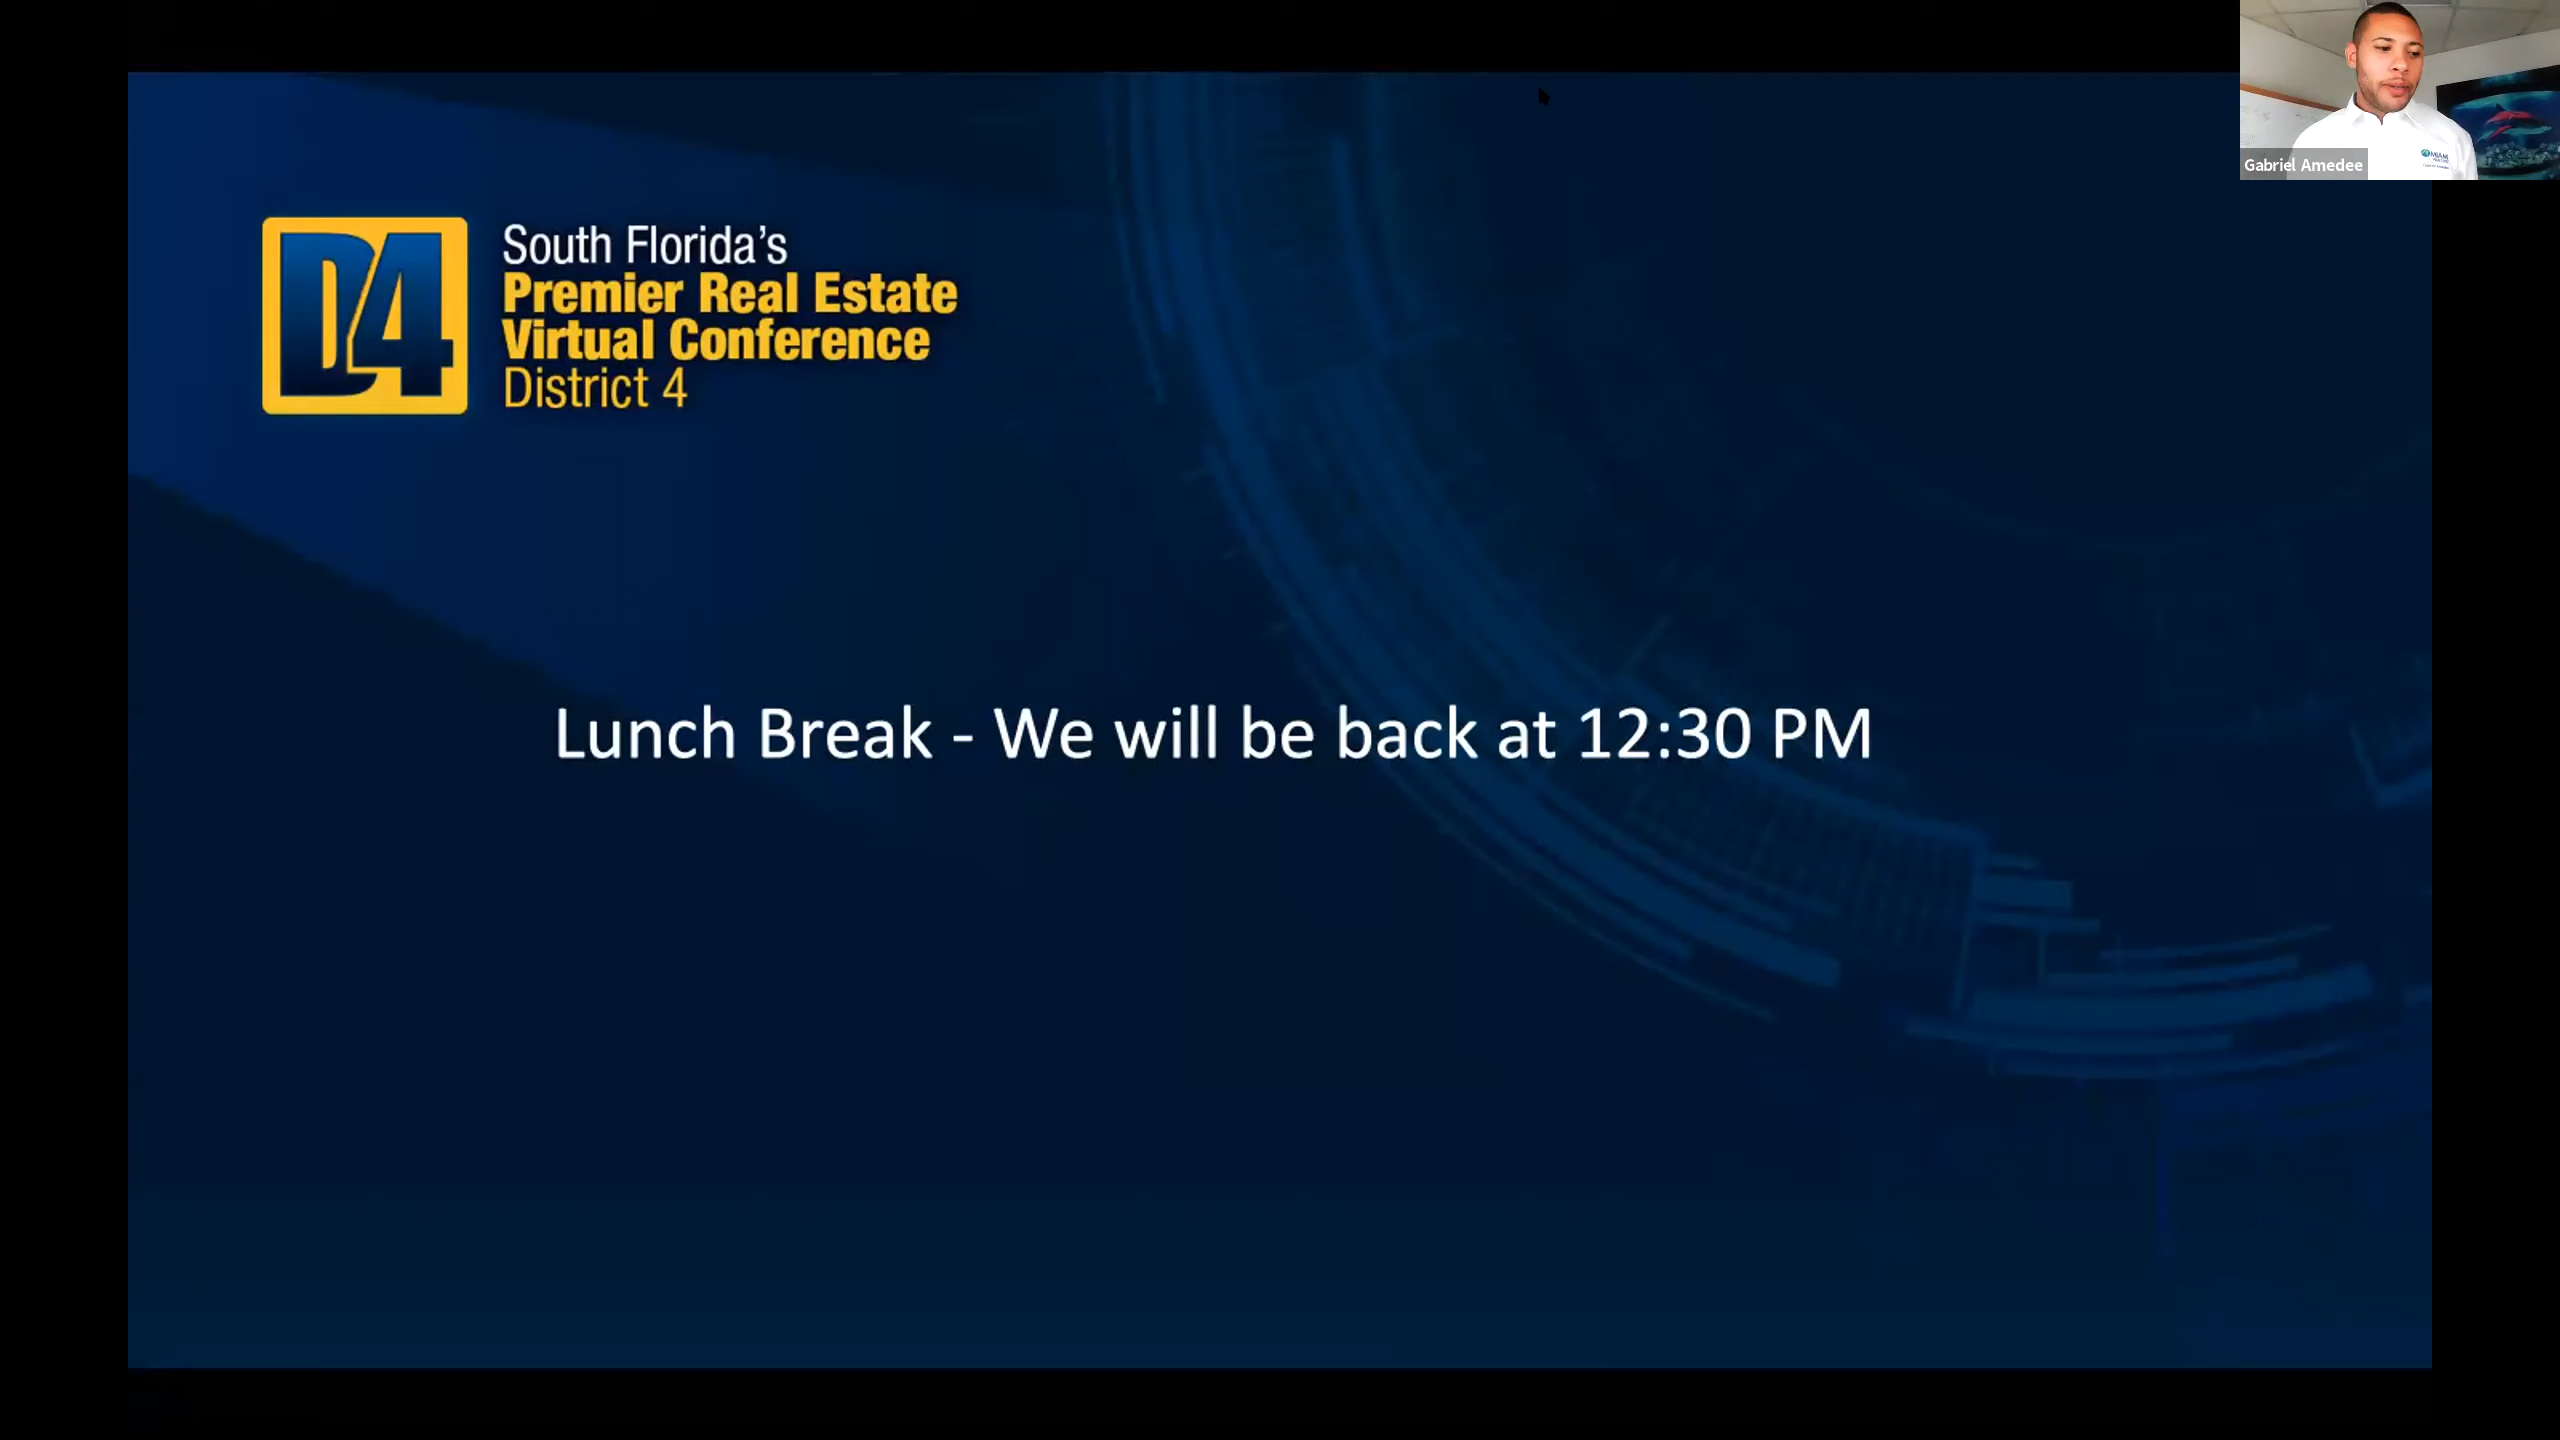 D4
South Florida's
Premier Real Estate
Virtual Conference
District 4
Lunch Break - We will be back at 12:30 PM
Gabriel Amedee
MIAMI